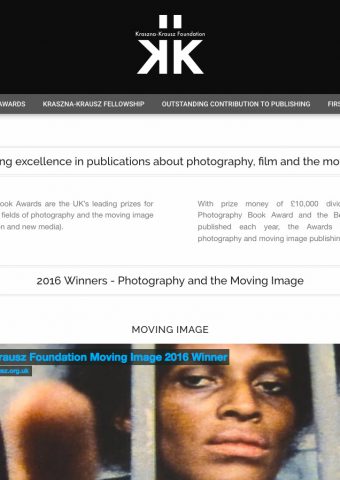 Kraszna-Krausz Foundation
KK
AWARDS KRASZNA-KRAUSZ FELLOWSHIP OUTSTANDING CONTRIBUTION TO PUBLISHING FIRS
ng excellence in publications about photography, film and the mo
ook Awards are the UK's leading prizes for
fields of photography and the moving image
on and new media).
With prize money of £10,000 divid
Photography Book Award and the Be
published each year, the Awards
photography and moving image publishin
2016 Winners - Photography and the Moving Image
MOVING IMAGE
rausz Foundation Moving Image 2016 Winner
sz.org.uk